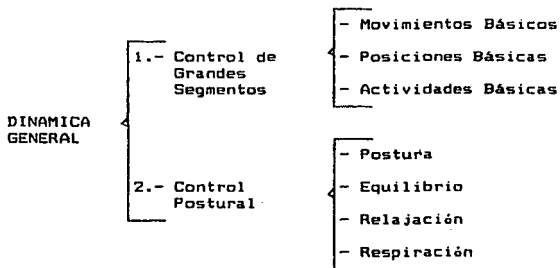 DINAMICA
GENERAL
1.- Control de
Grandes
Segmentos
- Movimientos Básicos
- Posiciones Básicas
- Actividades Básicas
2.- Control
Postural
- Postura
- Equilibrio
- Relajación
- Respiración